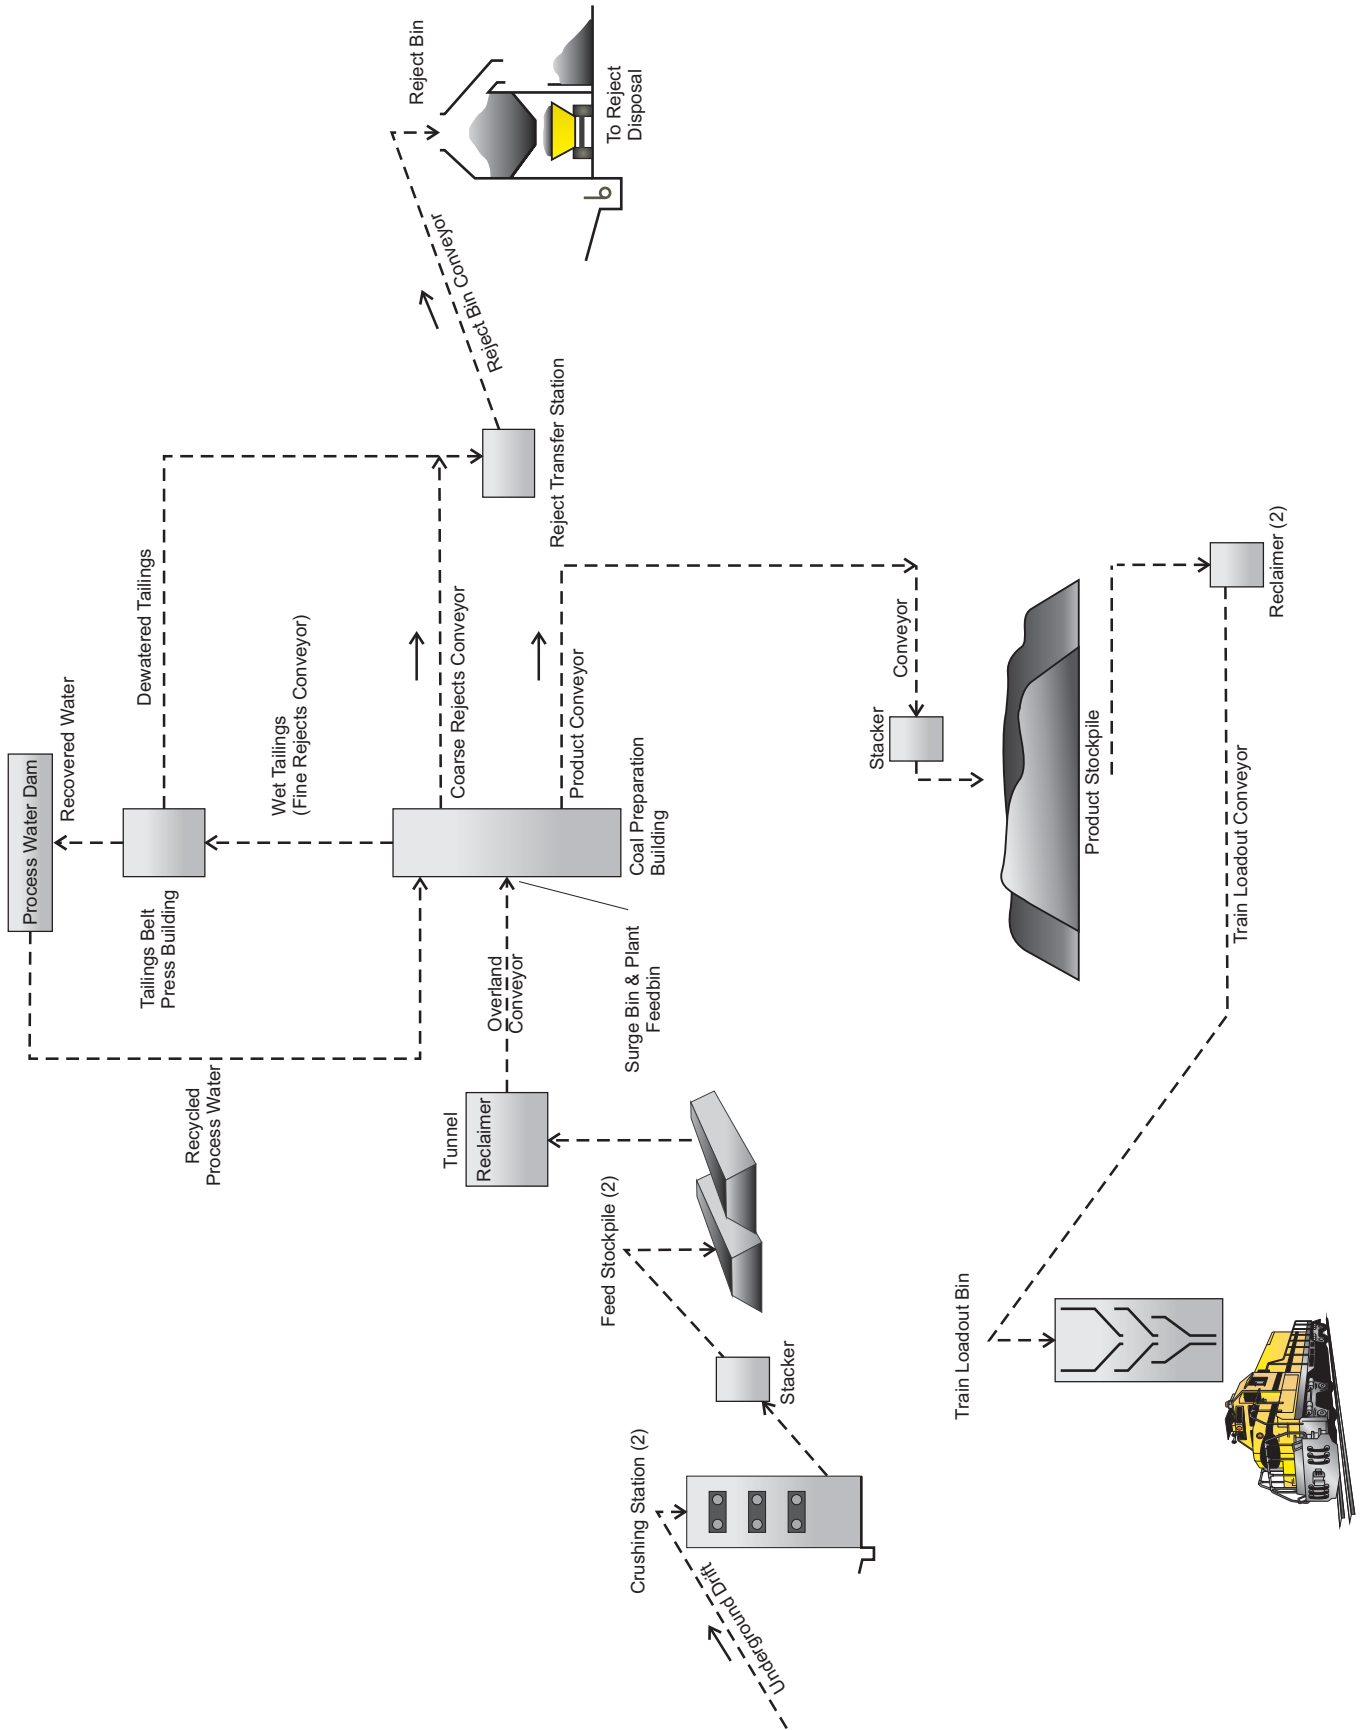 Process Water Dam
Recovered Water
Dewatered Tailings
Tailings Belt
Press Building
Wet Tailings
(Fine Rejects Conveyor)
Recycled
Process Water
Coarse Rejects Conveyor
Product Conveyor
Coal Preparation
Building
Overland
Conveyor
Surge Bin & Plant
Feedbin
Tunnel
Reclaimer
Feed Stockpile (2)
Stacker
Crushing Station (2)
Underground Drift
Reject Transfer Station
Reject Bin Conveyor
Reject Bin
To Reject
Disposal
Conveyor
Stacker
Product Stockpile
Reclaimer (2)
Train Loadout Conveyor
Train Loadout Bin